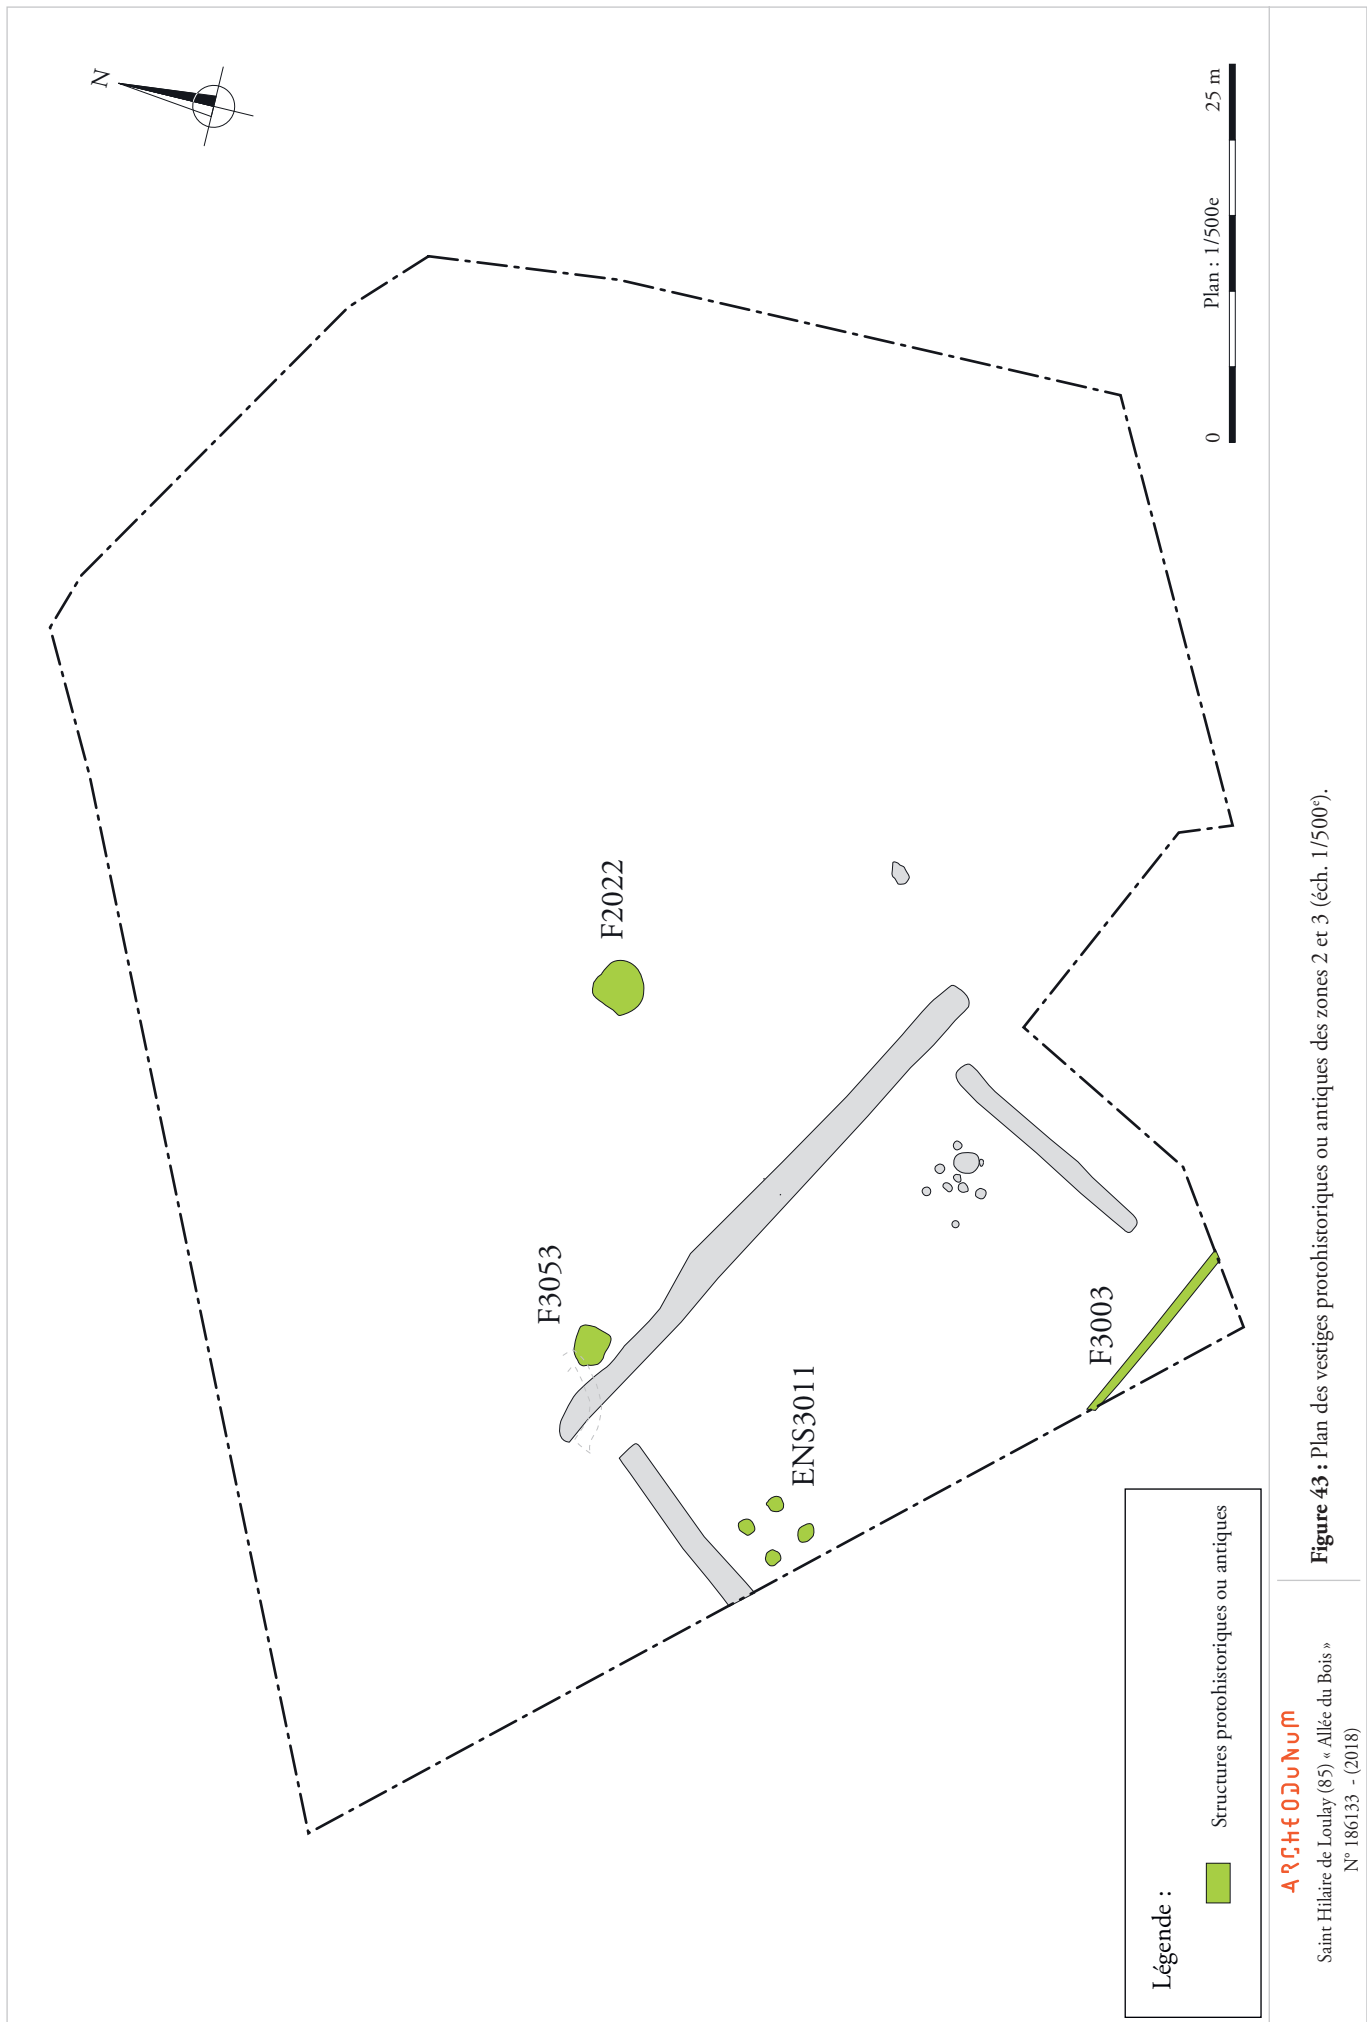 N
F2022
F3053
ENS3011
F3003
0 Plan : 1/500e 25 m
Légende :
Structures protohistoriques ou antiques
ARCHEODUNUM
Saint Hilaire de Loulay (85) « Allée du Bois »
N° 186133 - (2018)
Figure 43 : Plan des vestiges protohistoriques ou antiques des zones 2 et 3 (éch. 1/500e).